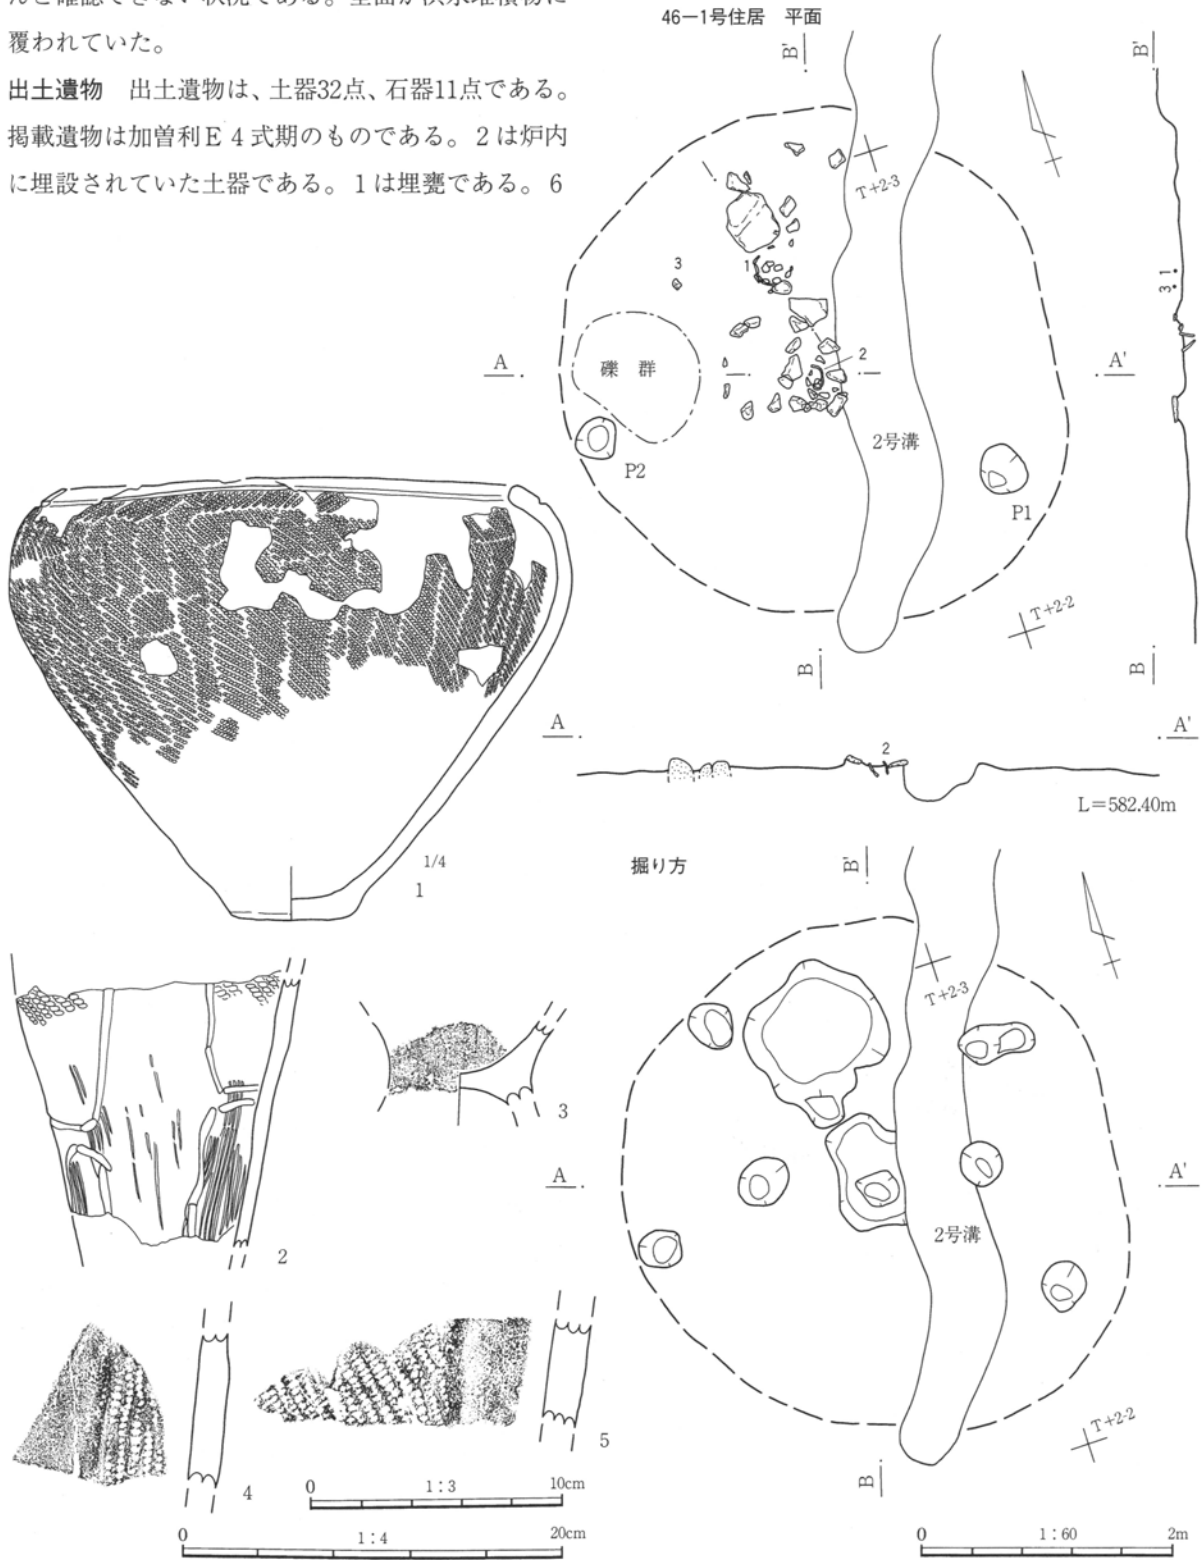 んど確認できない状況である。壁面が洪水堆積物に
覆われていた。
出土遺物　出土遺物は、土器32点、石器11点である。
掲載遺物は加曽利E４式期のものである。２は炉内
に埋設されていた土器である。１は埋甕である。６
46－1号住居　平面
B'
B'
T+2-3
3
1
3 1
2
A
礫　群
A'
2号溝
P2
P1
T+2-2
B
B
A
2
A'
L＝582.40m
1/4
1
掘り方
B'
T+2-3
3
A
A'
2号溝
2
T+2-2
B
4
5
0
1:3
10cm
0
1:4
20cm
0
1:60
2m